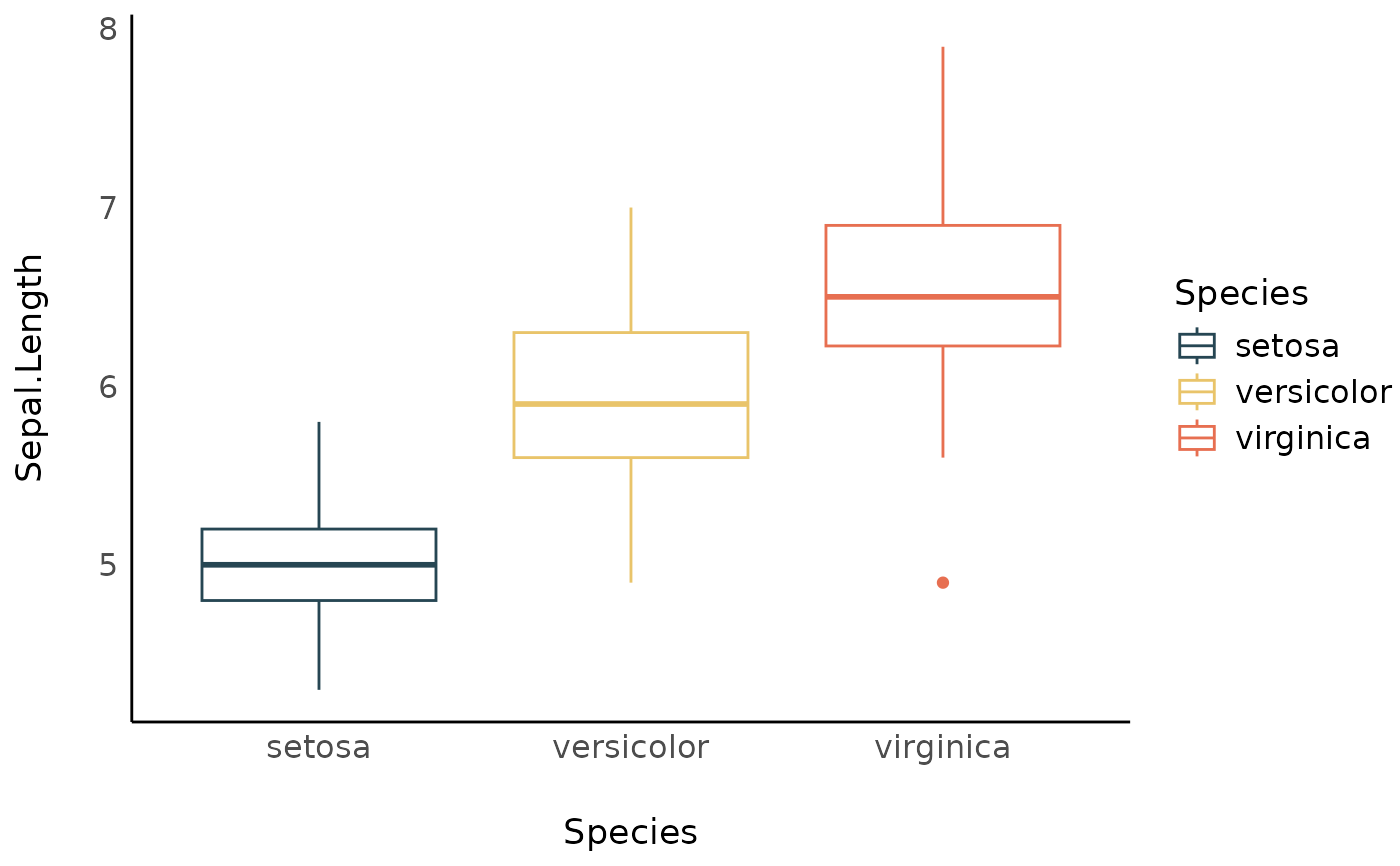 8
7
6
5
Sepal.Length
setosa
versicolor
virginica
Species
Species
setosa
versicolor
virginica